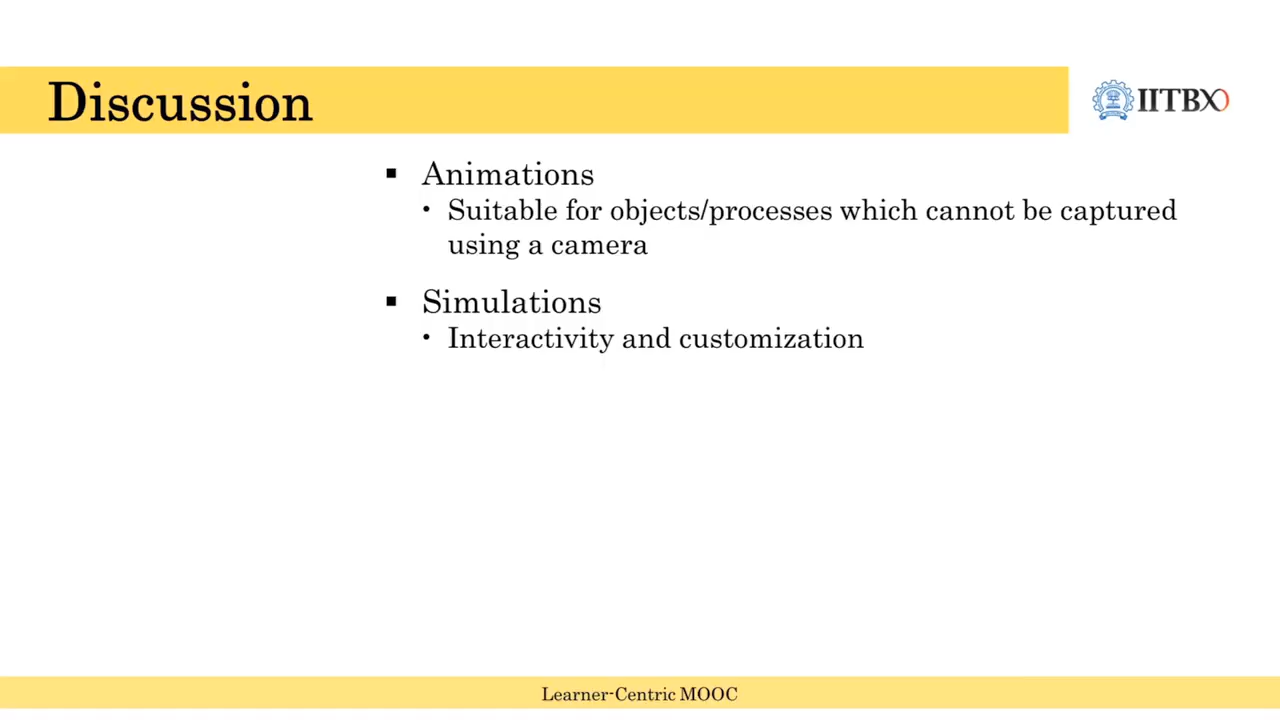 Discussion
IITBX
▪ Animations
• Suitable for objects/processes which cannot be captured
using a camera
▪ Simulations
• Interactivity and customization
Learner-Centric MOOC